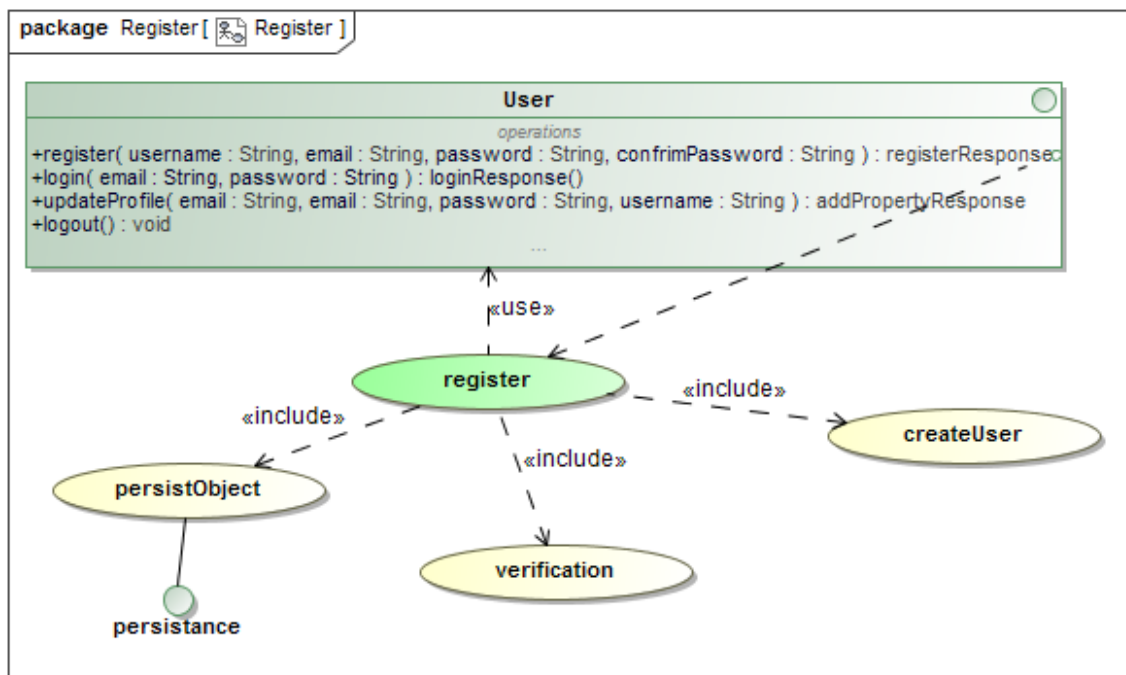 package Register [ Register ]
User
operations
+register( username : String, email : String, password : String, confrimPassword : String ) : registerResponse
+login( email : String, password : String ) : loginResponse()
+updateProfile( email : String, email : String, password : String, username : String ) : addPropertyResponse
+logout() : void
...
«use»
register
«include»
«include»
createUser
«include»
persistObject
verification
persistance